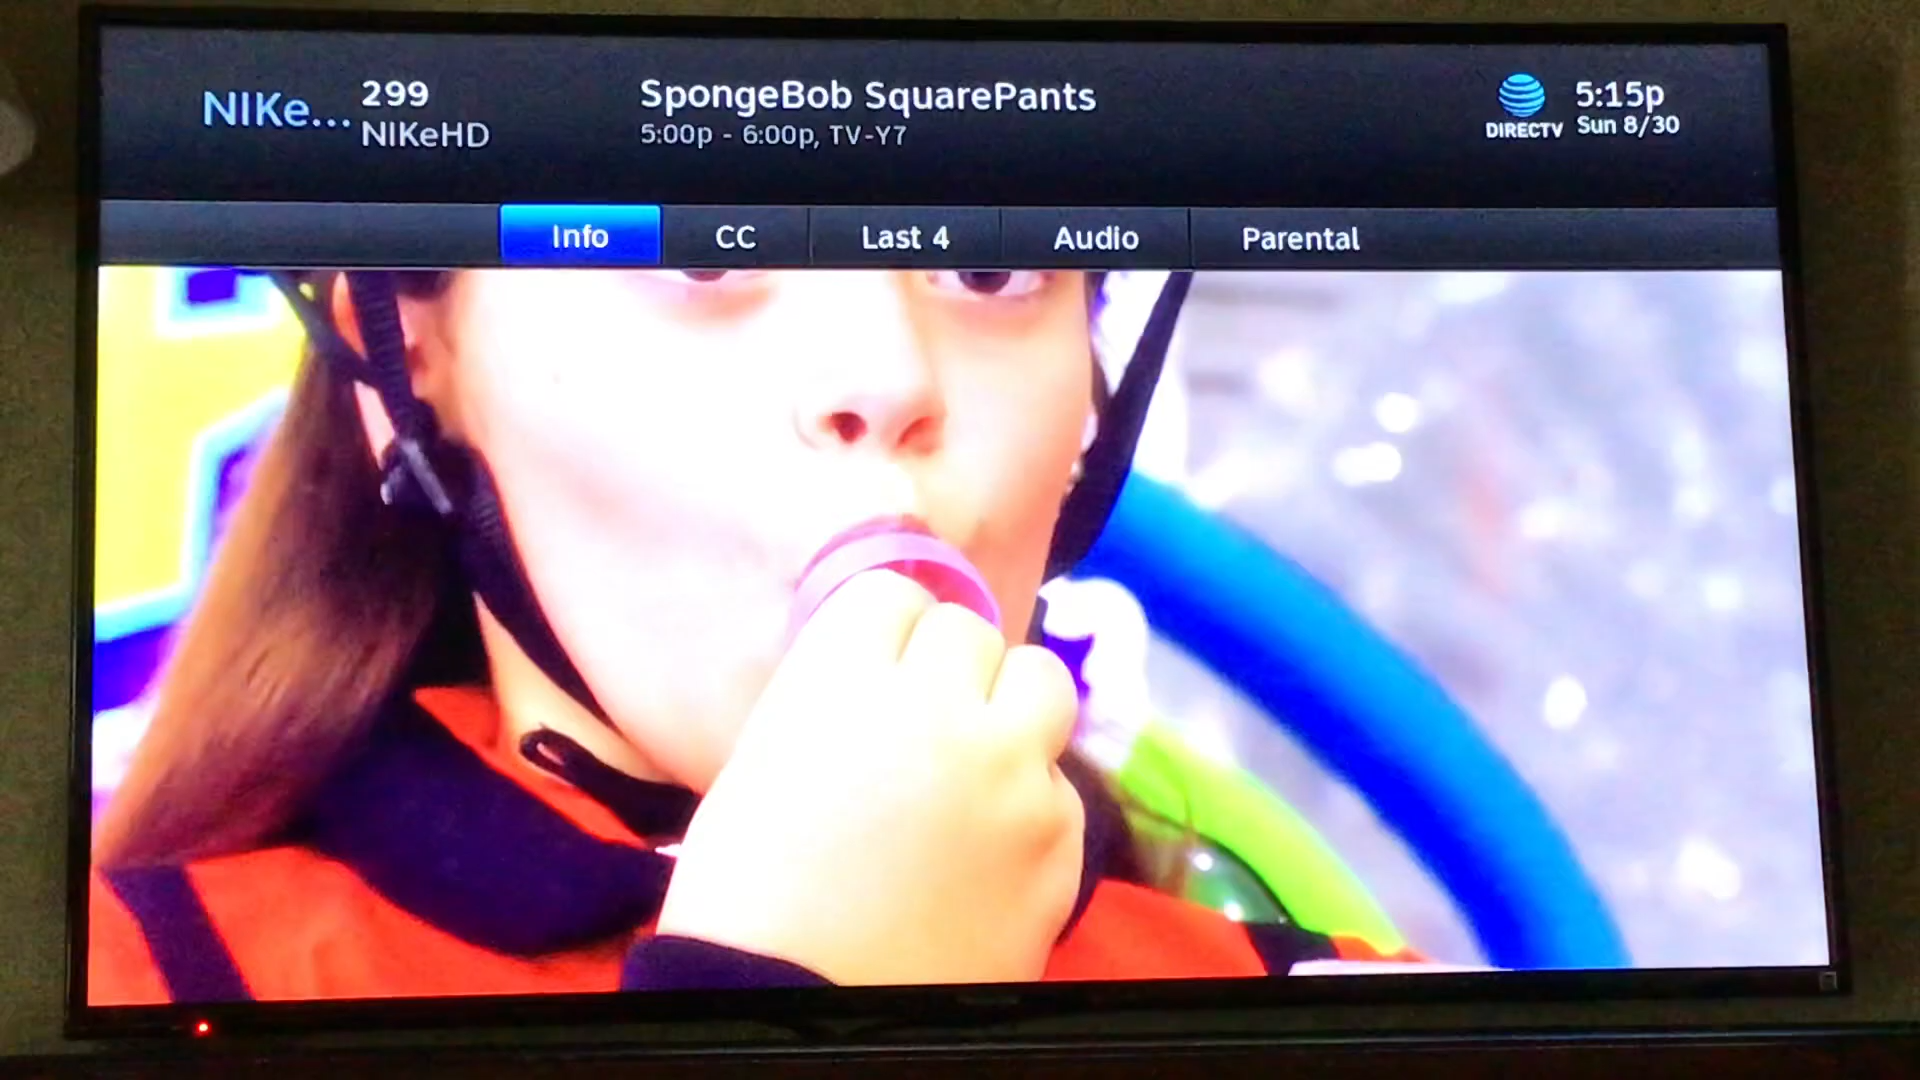 NIKe... 299
NIKeHD
SpongeBob SquarePants
5:00p - 6:00p, TV-Y7
DIRECTV
5:15p
Sun 8/30
Info CC Last 4 Audio Parental